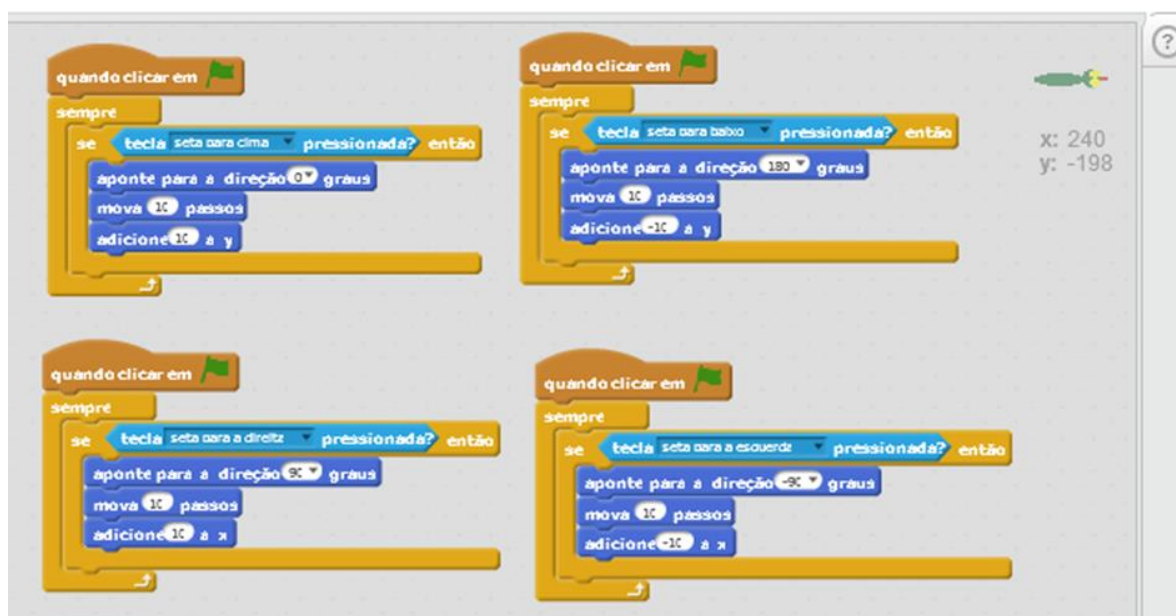 quando clicar em
sempre
se tecla seta para cima pressionada? então
aponte para a direção 0 graus
mova 10 passos
adicione 10 a y
quando clicar em
sempre
se tecla seta para baixo pressionada? então
aponte para a direção 180 graus
mova 10 passos
adicione -10 a y
?
x: 240
y: -198
quando clicar em
sempre
se tecla seta para a direita pressionada? então
aponte para a direção 90 graus
mova 10 passos
adicione 10 a x
quando clicar em
sempre
se tecla seta para a esquerda pressionada? então
aponte para a direção -90 graus
mova 10 passos
adicione -10 a x